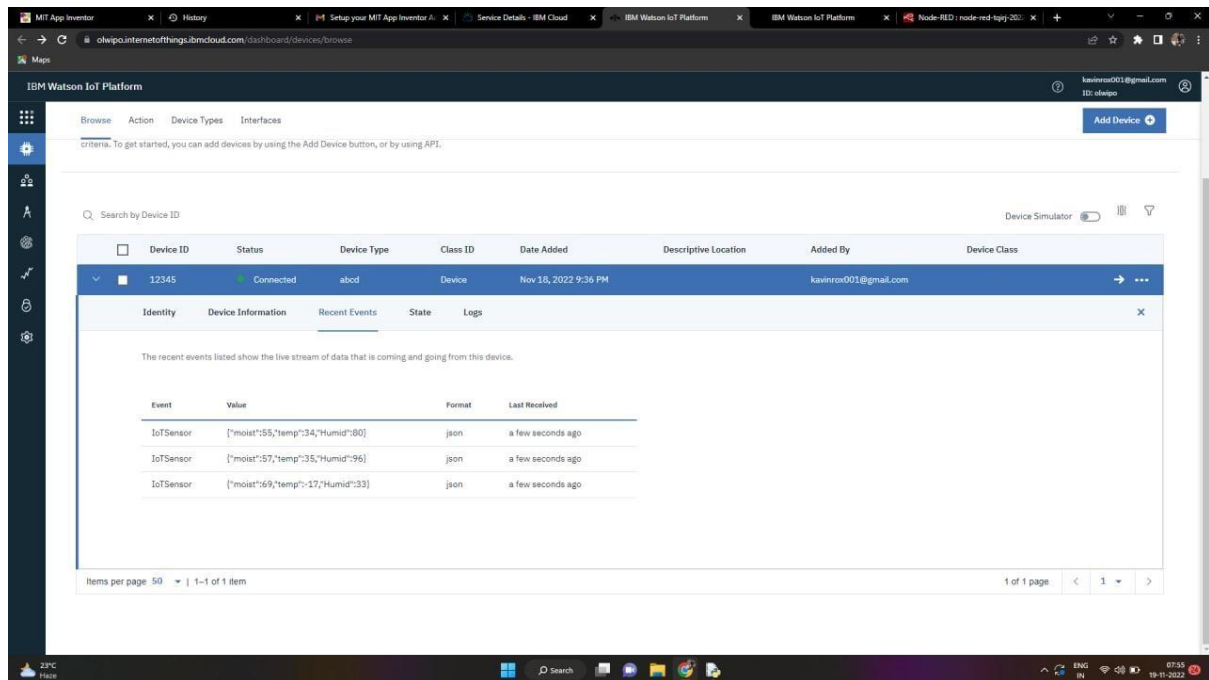 MIT App Inventor
History
Setup your MIT App Inventor A
Service Details - IBM Cloud
IBM Watson IoT Platform
IBM Watson IoT Platform
Node-RED : node-red-tqirj-202
olwipo.internetofthings.ibmcloud.com/dashboard/devices/browse
Maps
IBM Watson IoT Platform
kavinrox001@gmail.com
ID: olwipo
Browse Action Device Types Interfaces
Add Device
criteria. To get started, you can add devices by using the Add Device button, or by using API.
Search by Device ID
Device Simulator
Device ID Status Device Type Class ID Date Added Descriptive Location Added By Device Class
12345 Connected abcd Device Nov 18, 2022 9:36 PM kavinrox001@gmail.com
Identity Device Information Recent Events State Logs
The recent events listed show the live stream of data that is coming and going from this device.
Event Value Format Last Received
IoTSensor {"moist":55,"temp":34,"Humid":80} json a few seconds ago
IoTSensor {"moist":57,"temp":35,"Humid":96} json a few seconds ago
IoTSensor {"moist":69,"temp":-17,"Humid":33} json a few seconds ago
Items per page 50 | 1–1 of 1 item
1 of 1 page 1
23°C
Haze
Search
ENG
IN
07:55
19-11-2022
24